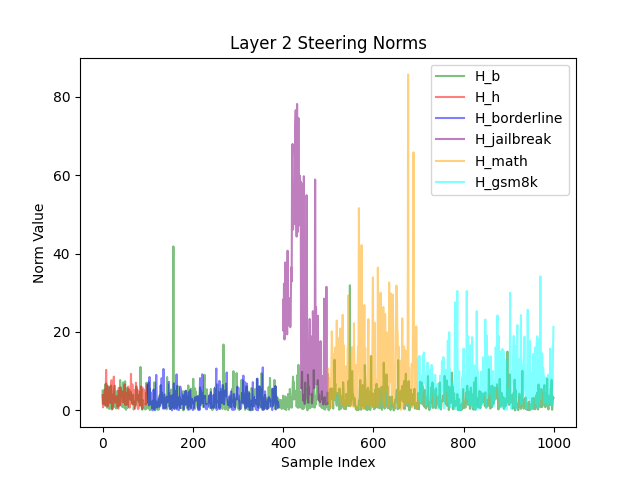 Layer 2 Steering Norms
H_b
H_h
H_borderline
H_jailbreak
H_math
H_gsm8k
Norm Value
80
60
40
20
0
0 200 400 600 800 1000
Sample Index